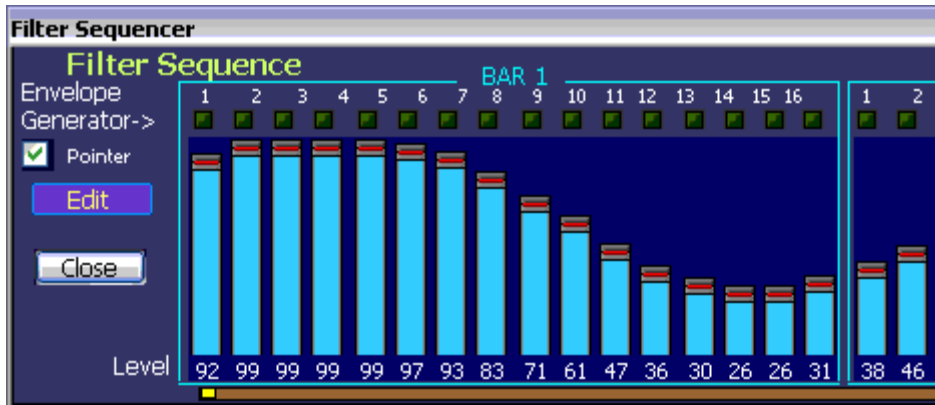 Filter Sequencer
Filter Sequence
BAR 1
Envelope
1 2 3 4 5 6 7 8 9 10 11 12 13 14 15 16 1 2
Generator->
Pointer
Edit
Close
Level 92 99 99 99 99 97 93 83 71 61 47 36 30 26 26 31 38 46